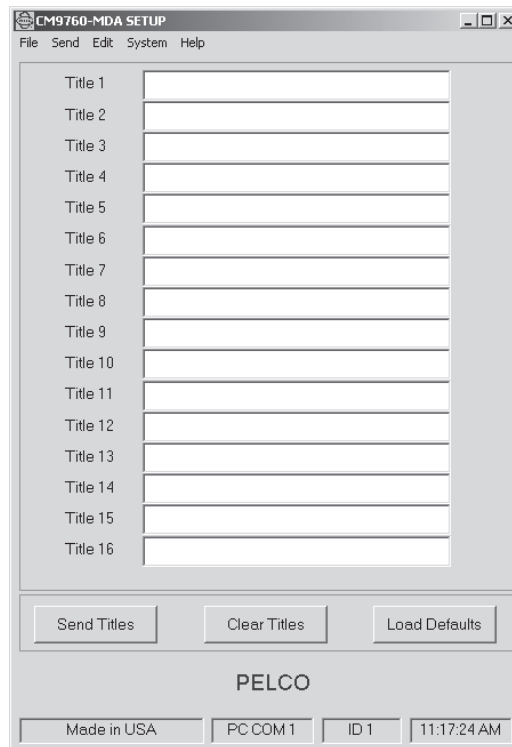 CM9760-MDA SETUP
File Send Edit System Help
Title 1
Title 2
Title 3
Title 4
Title 5
Title 6
Title 7
Title 8
Title 9
Title 10
Title 11
Title 12
Title 13
Title 14
Title 15
Title 16
Send Titles Clear Titles Load Defaults
PELCO
Made in USA PC COM 1 ID 1 11:17:24 AM